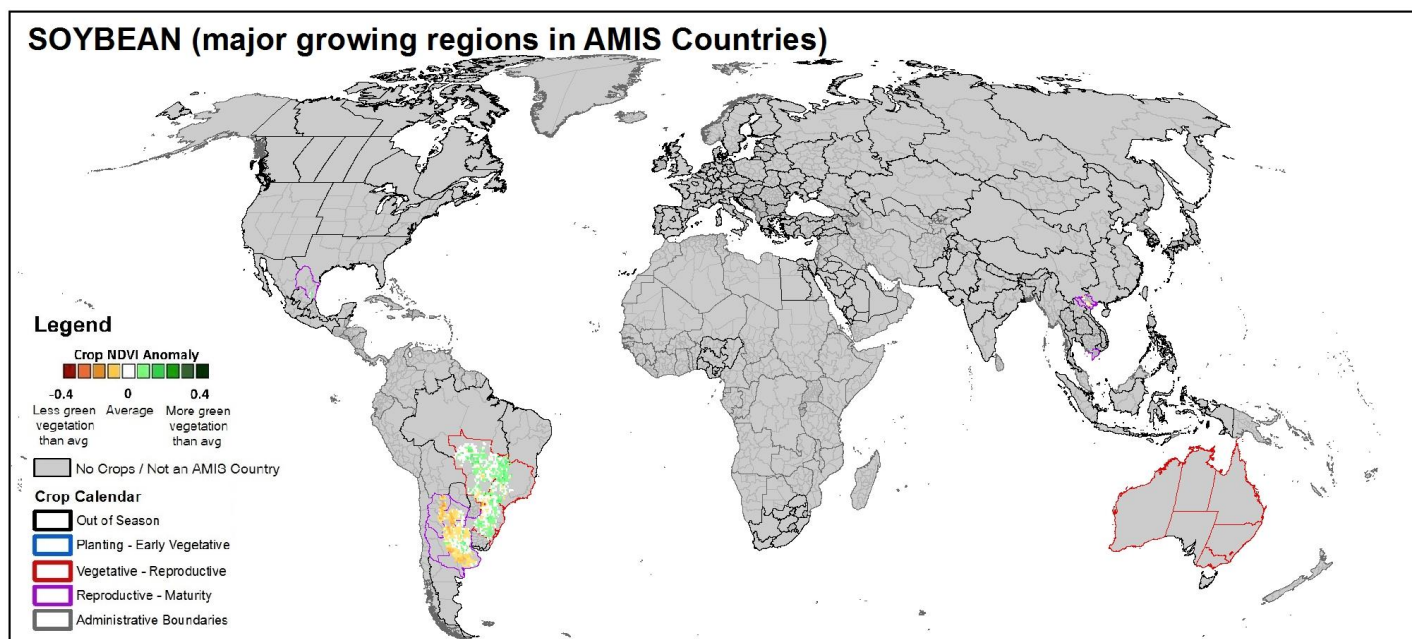 SOYBEAN (major growing regions in AMIS Countries)
Legend
Crop NDVI Anomaly
-0.4 0 0.4
Less green Average More green
vegetation vegetation
than avg than avg
No Crops / Not an AMIS Country
Crop Calendar
Out of Season
Planting - Early Vegetative
Vegetative - Reproductive
Reproductive - Maturity
Administrative Boundaries